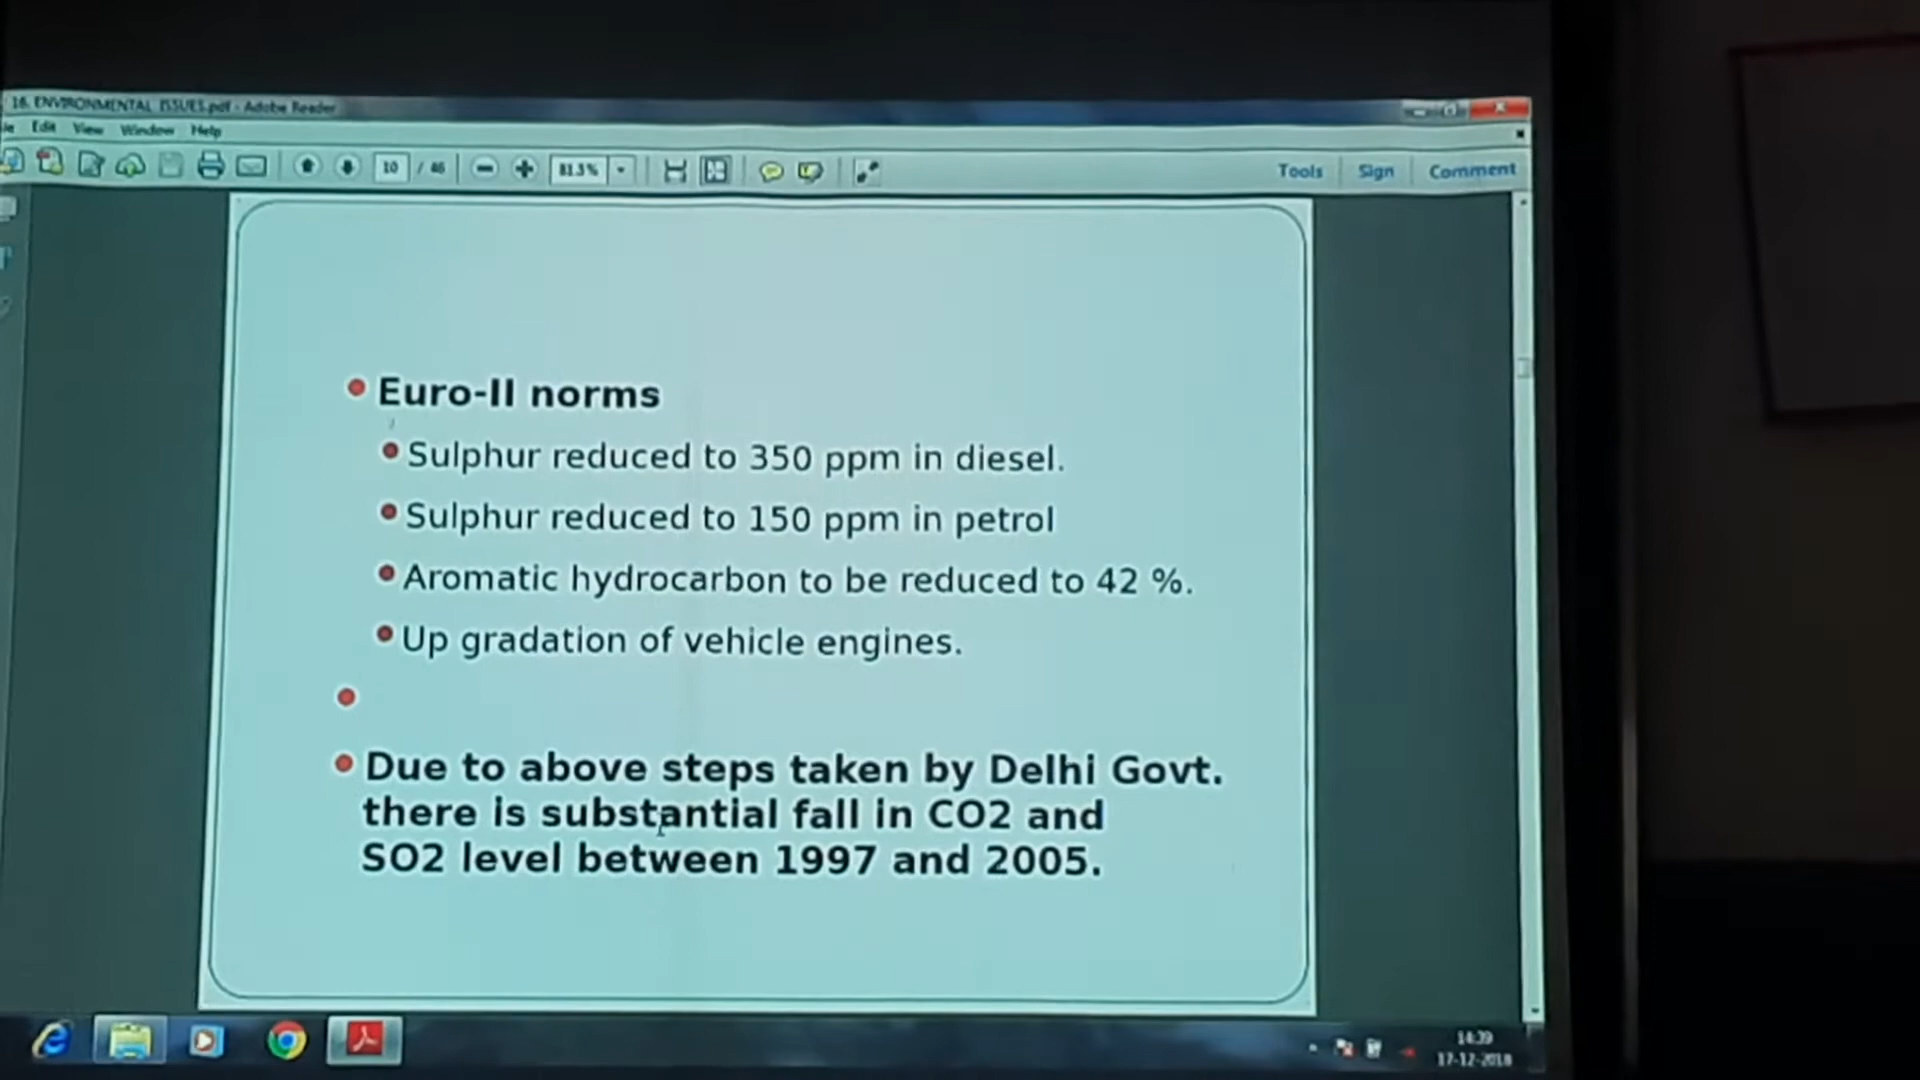 16. ENVIRONMENTAL ISSUES.pdf - Adobe Reader
Edit View Window Help
10 / 46 81.5% Tools Sign Comment
Euro-II norms
Sulphur reduced to 350 ppm in diesel.
Sulphur reduced to 150 ppm in petrol
Aromatic hydrocarbon to be reduced to 42 %.
Up gradation of vehicle engines.
Due to above steps taken by Delhi Govt.
there is substantial fall in CO2 and
SO2 level between 1997 and 2005.
14:39
17-12-2018